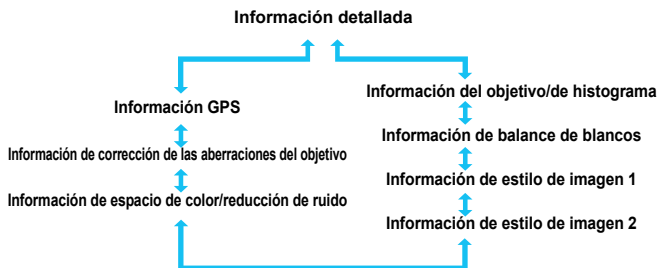 Información detallada
Información GPS
Información de corrección de las aberraciones del objetivo
Información de espacio de color/reducción de ruido
Información del objetivo/de histograma
Información de balance de blancos
Información de estilo de imagen 1
Información de estilo de imagen 2